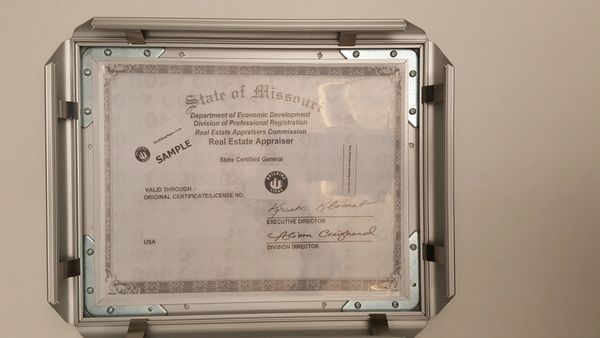 State of Missouri
Department of Economic Development
Division of Professional Registration
Real Estate Appraisers Commission
Real Estate Appraiser
SAMPLE
State Certified General
VALID THROUGH
ORIGINAL CERTIFICATE/LICENSE NO.
EXECUTIVE DIRECTOR
USA
DIVISION DIRECTOR